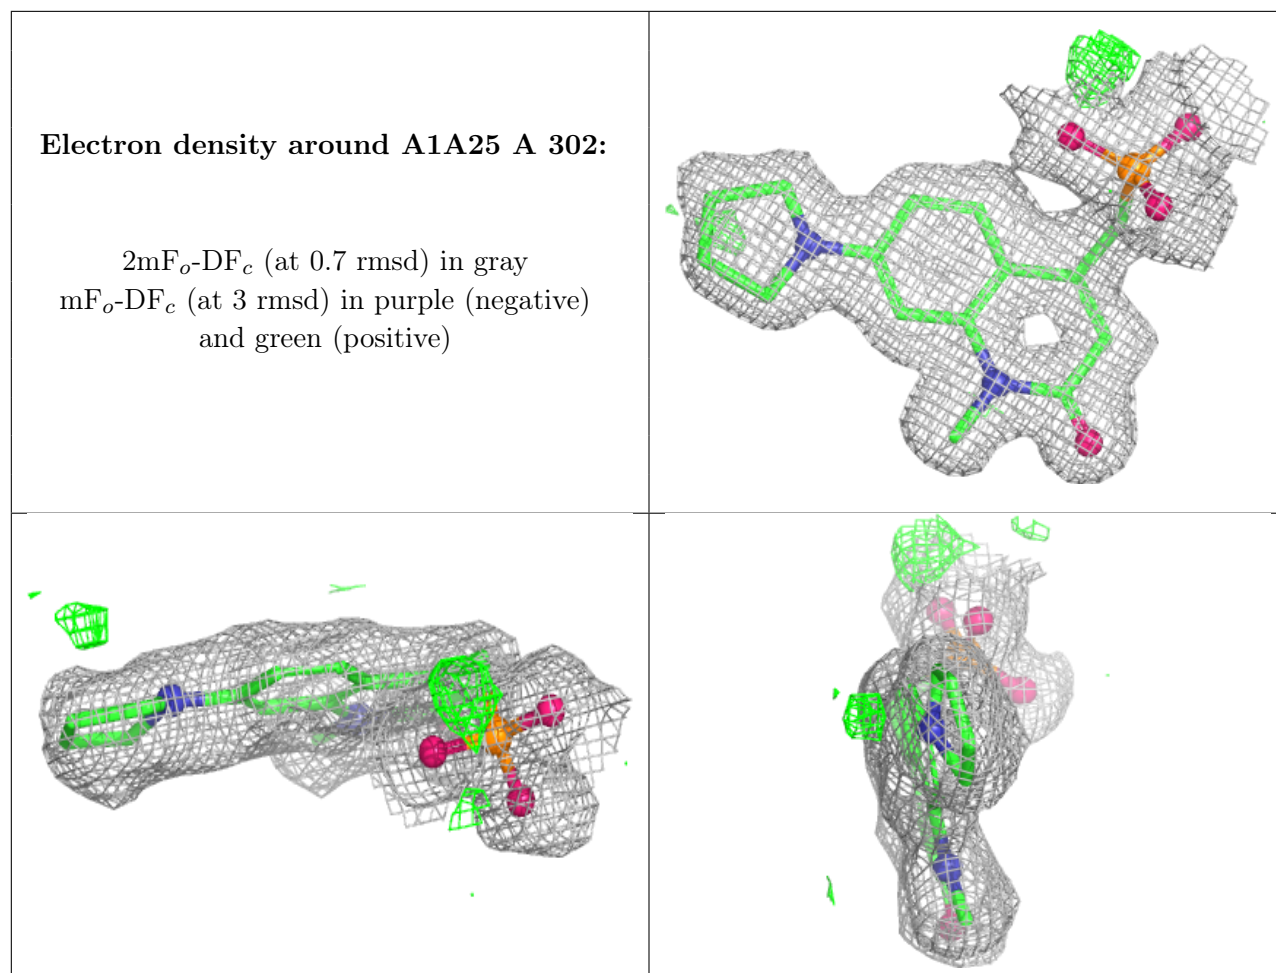 Electron density around A1A25 A 302:
2mFo-DFc (at 0.7 rmsd) in gray
mFo-DFc (at 3 rmsd) in purple (negative)
and green (positive)